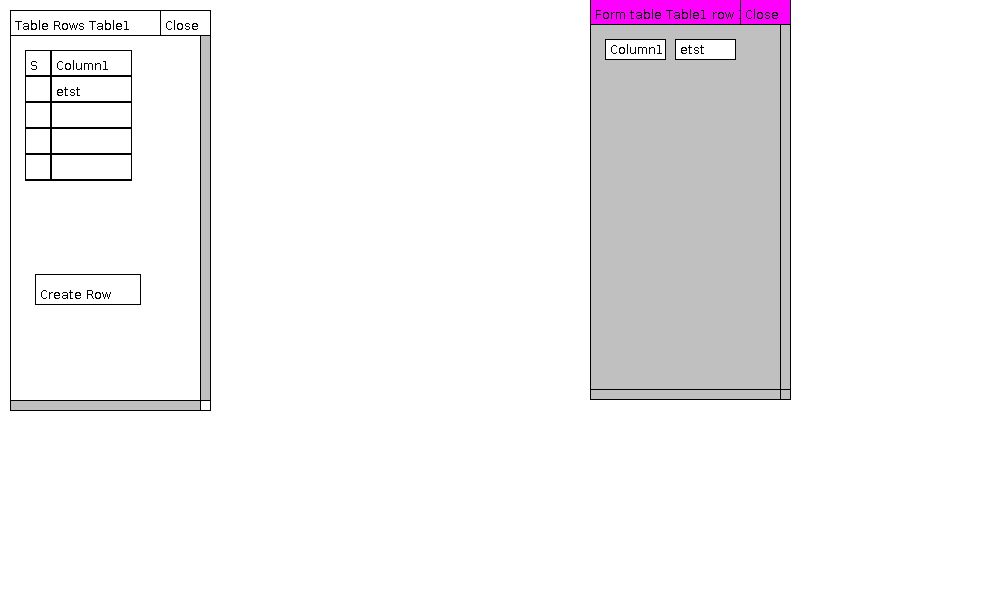 Table Rows Table1
Close
S
Column1
etst
Create Row
Form table Table1 row
Close
Column1
etst